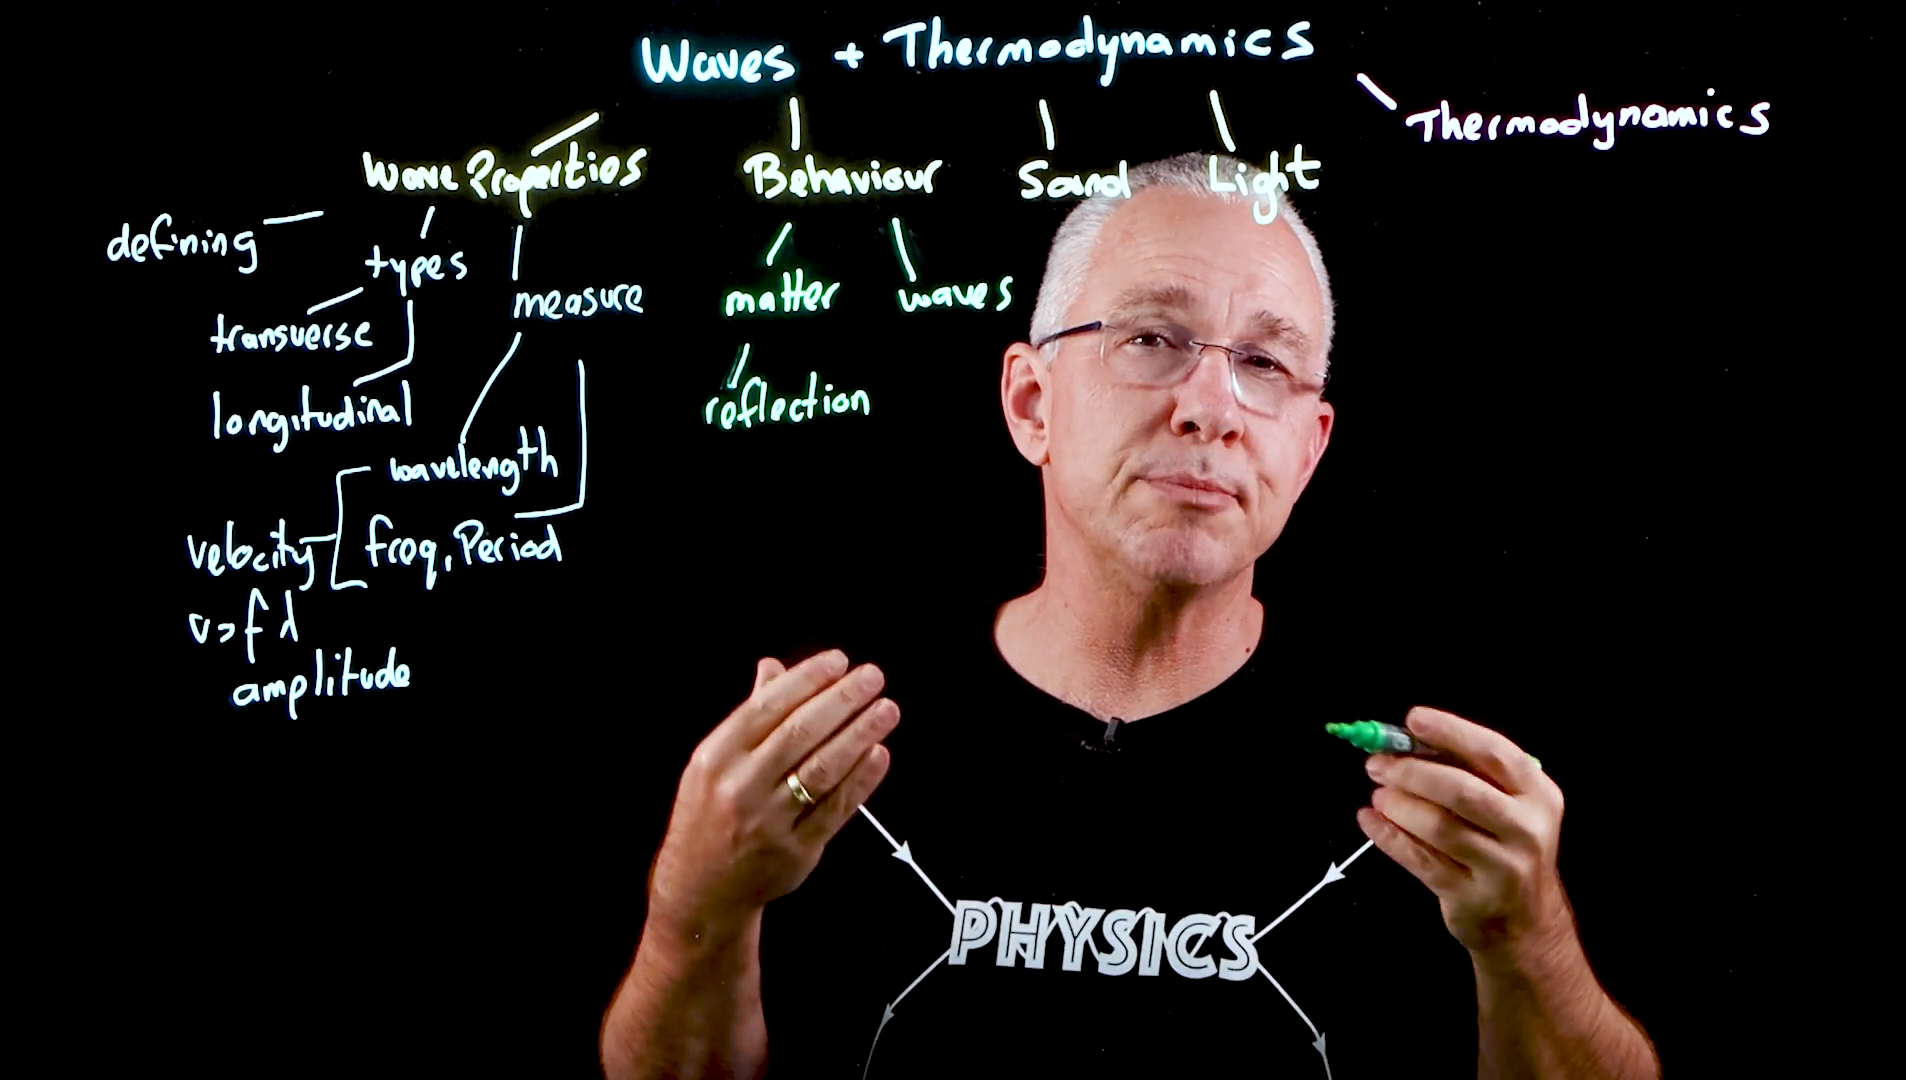 Waves + Thermodynamics
Thermodynamics
Wave Properties
Behaviour
Sound
Light
defining
types
transverse
longitudinal
measure
wavelength
freq, Period
velocity
v=fλ
amplitude
matter
waves
reflection
PHYSICS